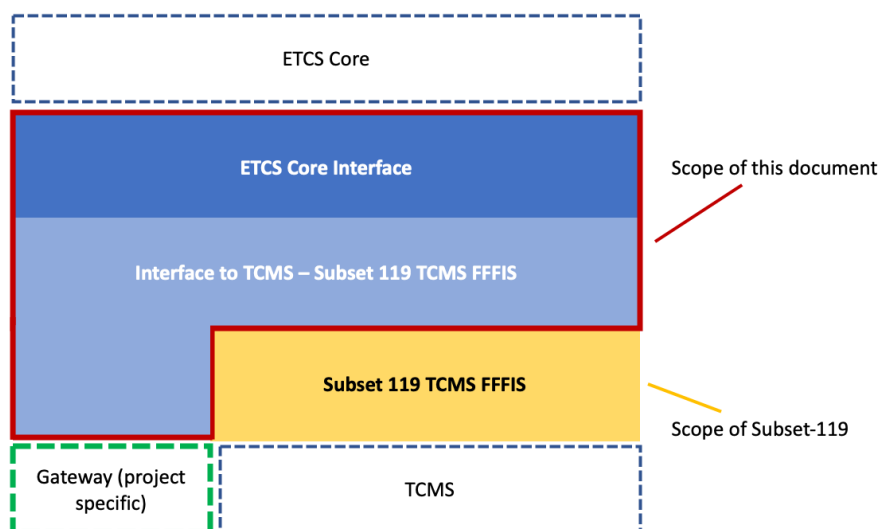 ETCS Core
ETCS Core Interface
Scope of this document
Interface to TCMS – Subset 119 TCMS FFFIS
Subset 119 TCMS FFFIS
Scope of Subset-119
Gateway (project
specific)
TCMS